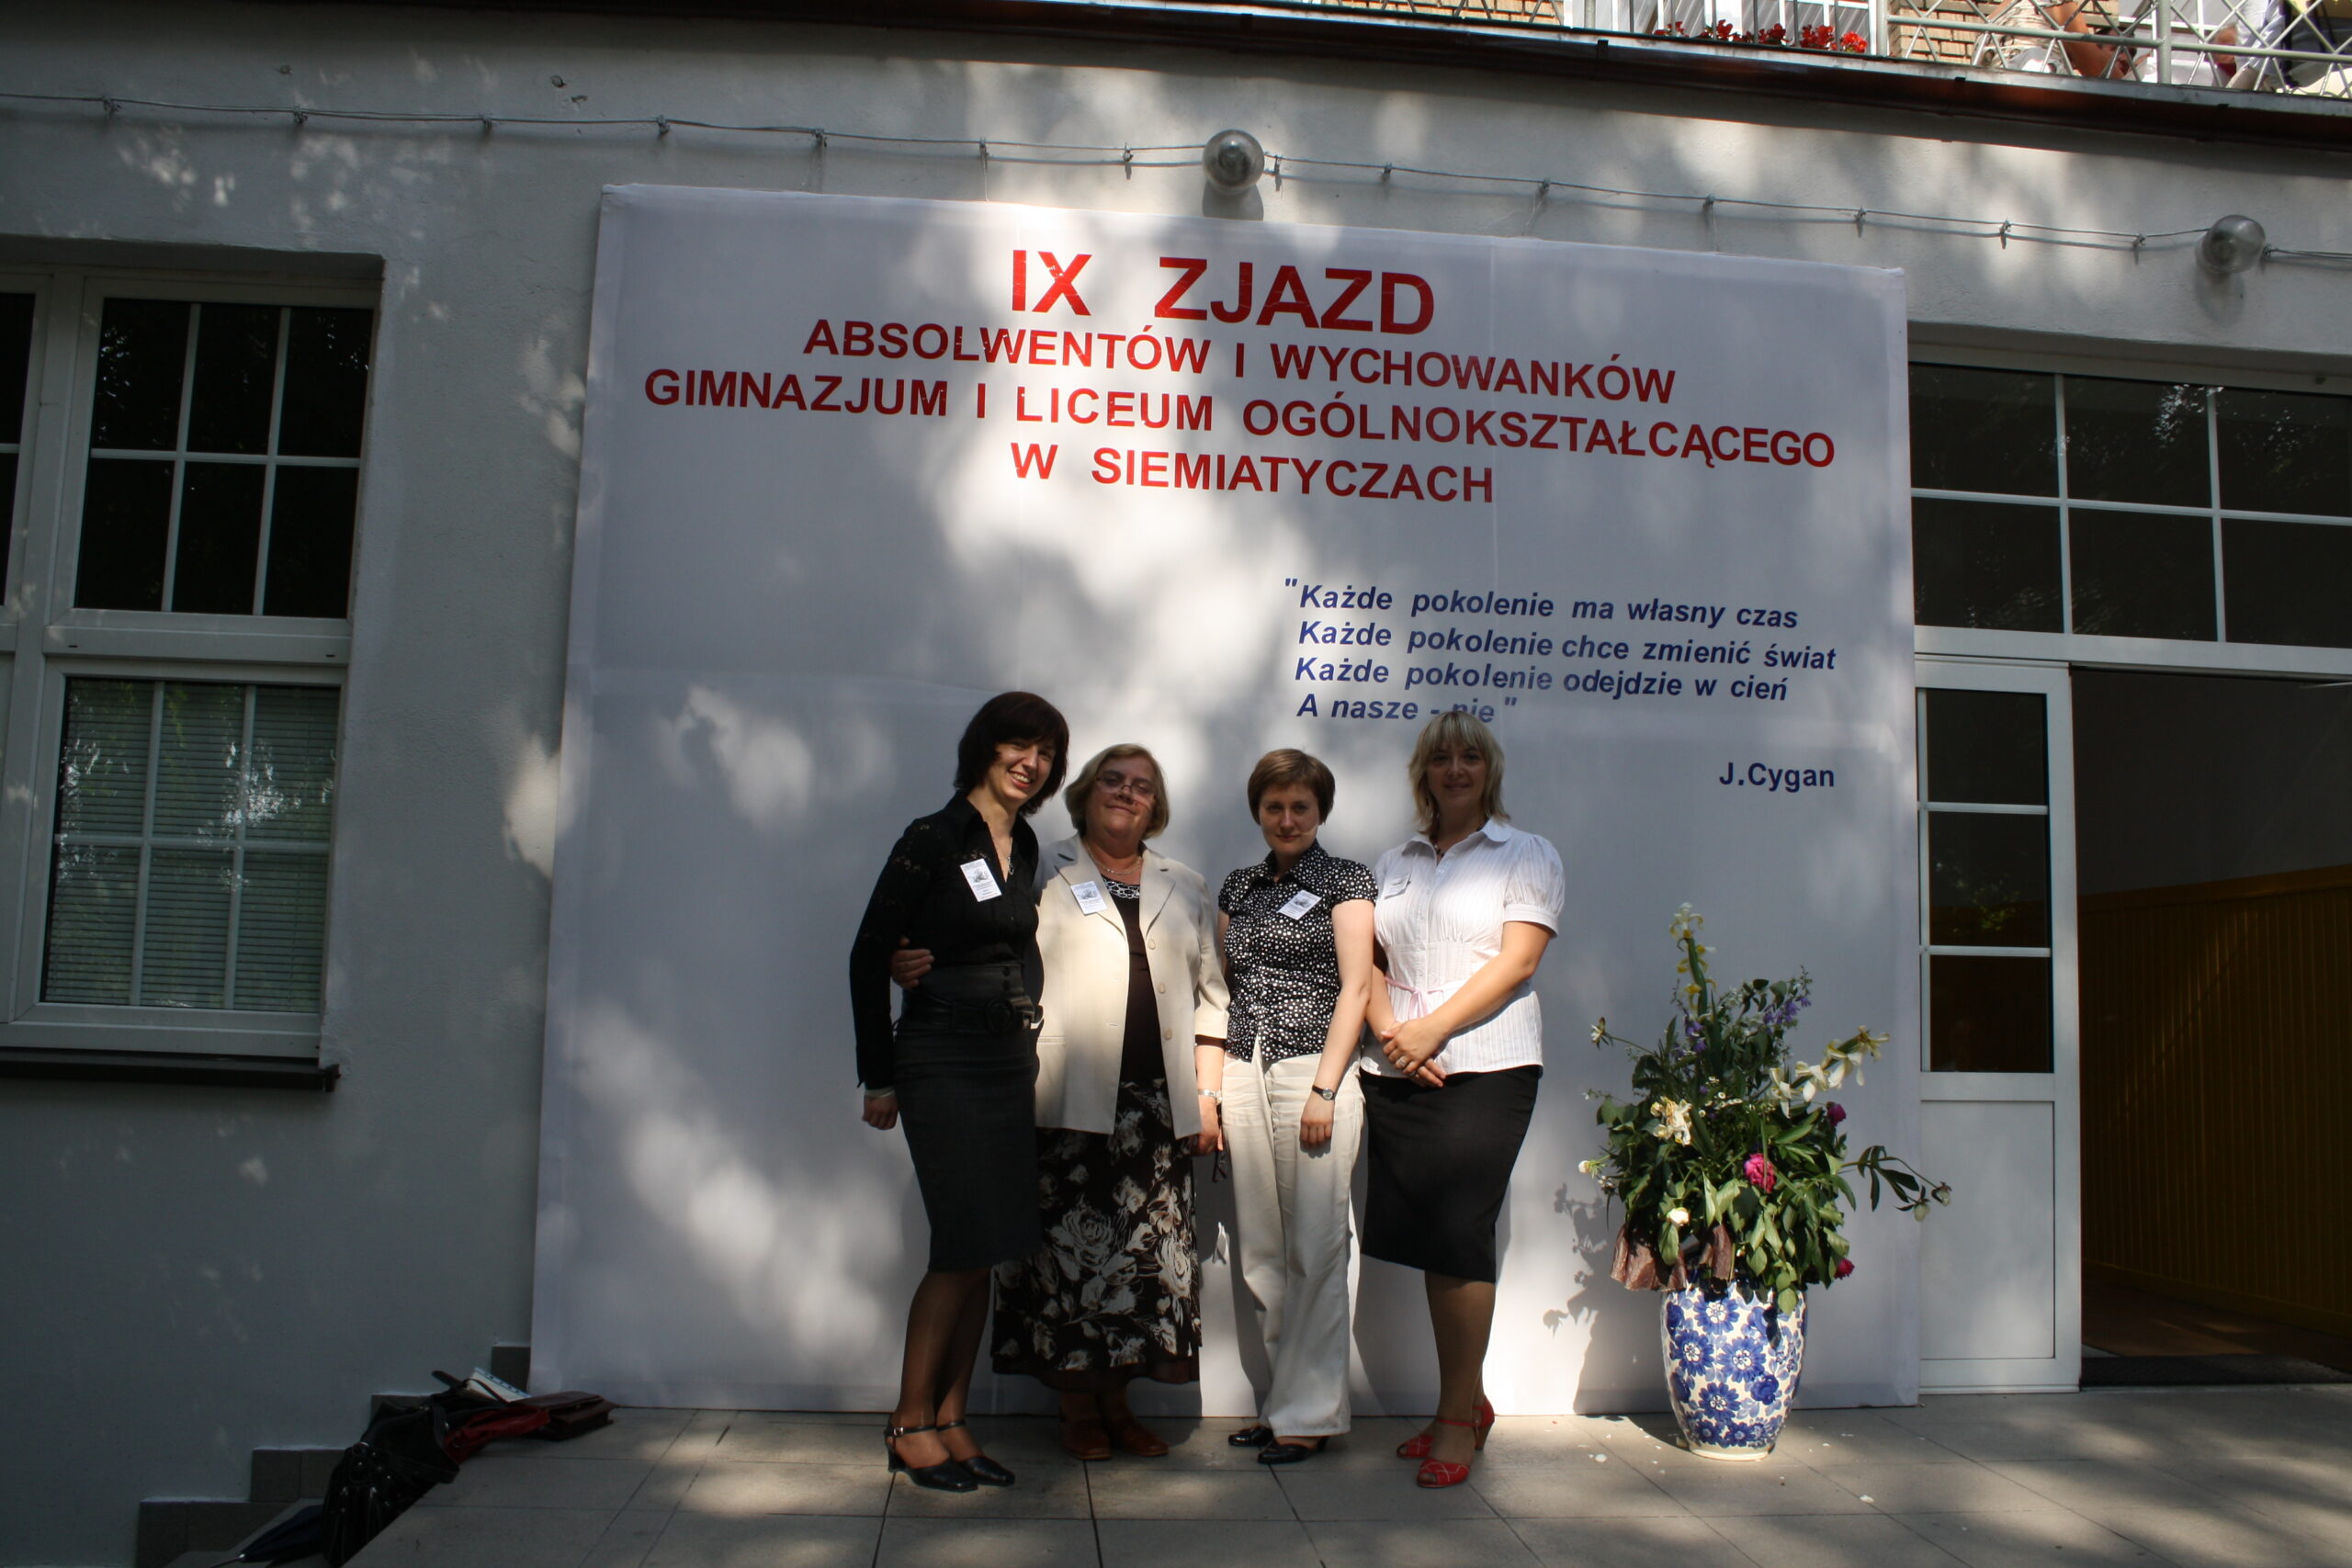 IX ZJAZD
ABSOLWENTÓW I WYCHOWANKÓW
GIMNAZJUM I LICEUM OGÓLNOKSZTAŁCĄCEGO
W SIEMIATYCZACH
"Każde pokolenie ma własny czas
Każde pokolenie chce zmienić świat
Każde pokolenie odejdzie w cień
A nasze - nie"
J.Cygan